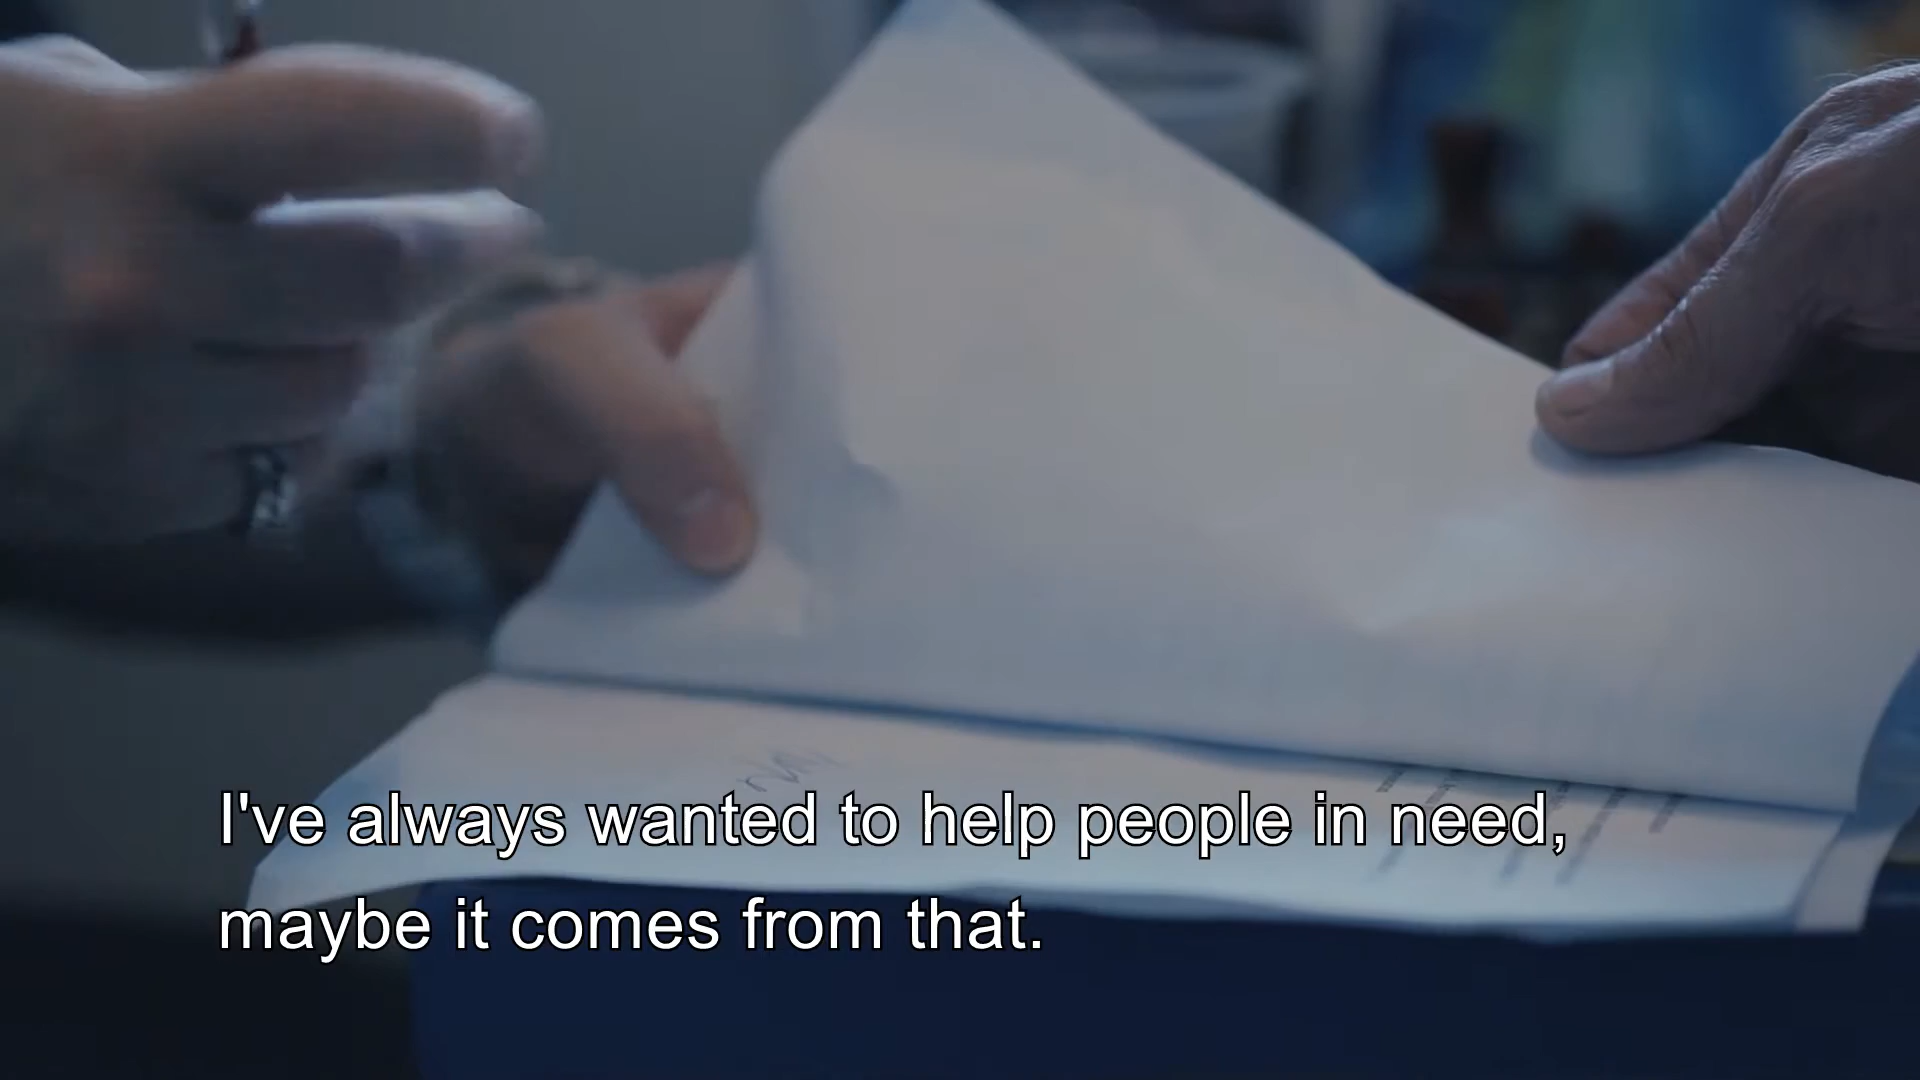 I've always wanted to help people in need,
maybe it comes from that.